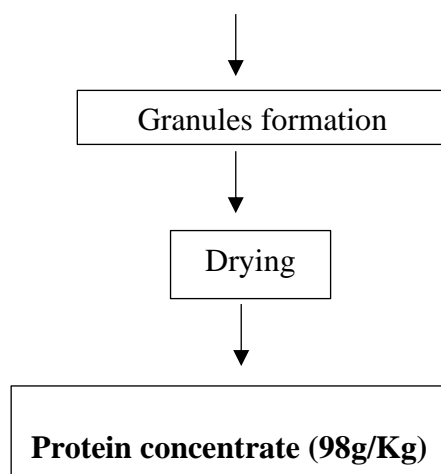 Granules formation
Drying
Protein concentrate (98g/Kg)